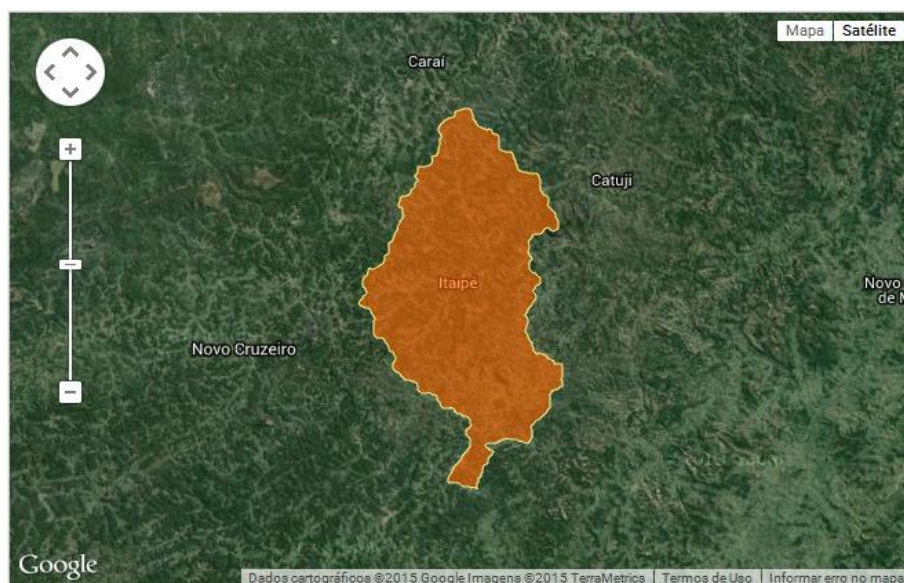 Mapa Satélite
Caraí
Catuji
Itaipé
Novo
de M
Novo Cruzeiro
Google
Dados cartográficos ©2015 Google Imagens ©2015 TerraMetrica Termos de Uso Informar erro no mapa